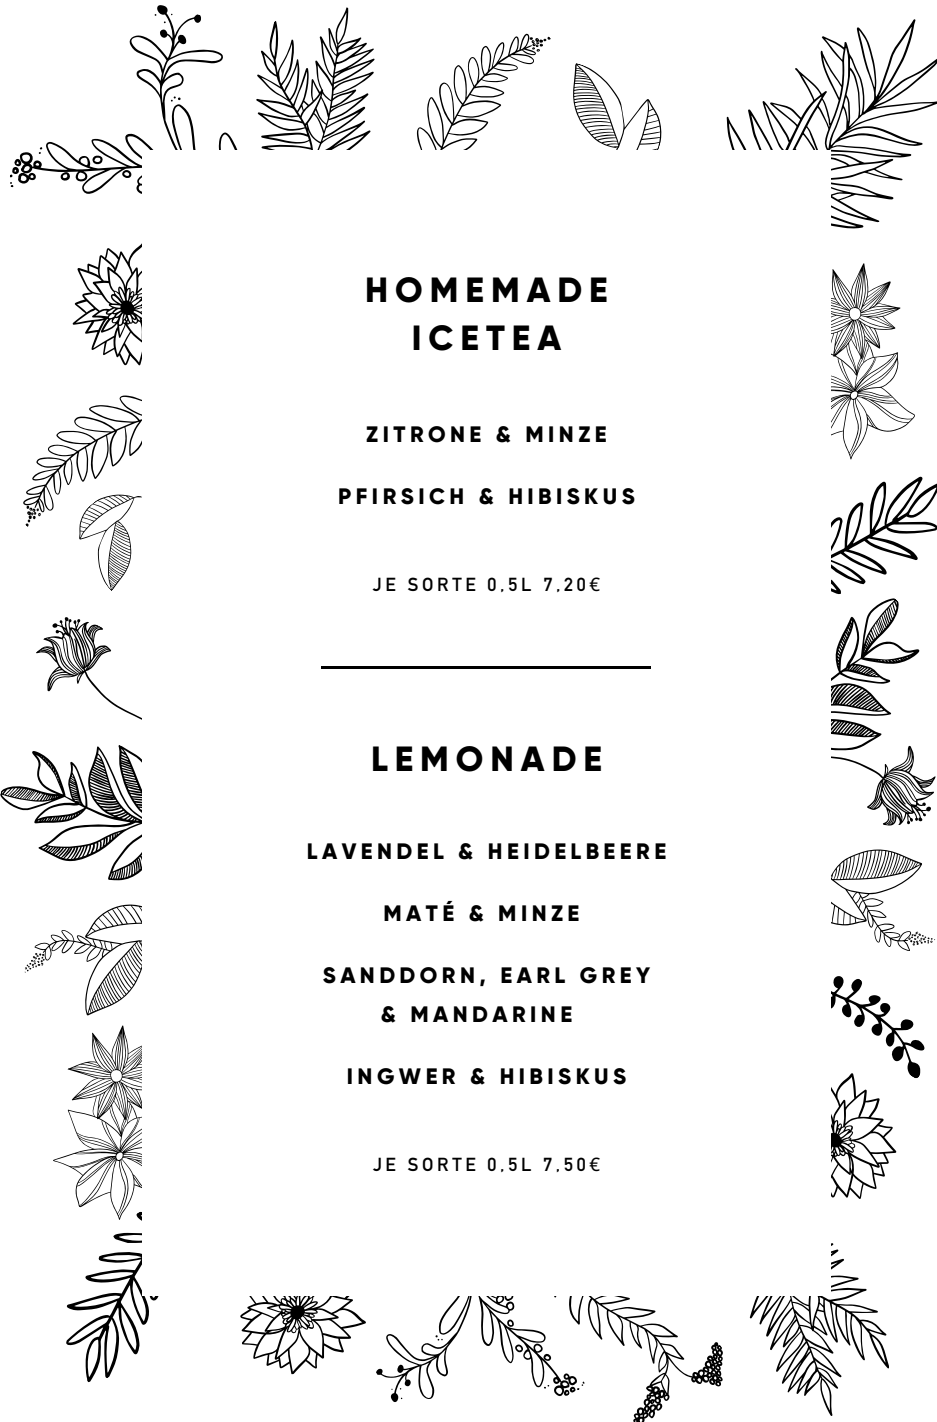 HOMEMADE
ICETEA
ZITRONE & MINZE
PFIRSICH & HIBISKUS
JE SORTE 0,5L 7,20€
LEMONADE
LAVENDEL & HEIDELBEERE
MATÉ & MINZE
SANDDORN, EARL GREY
& MANDARINE
INGWER & HIBISKUS
JE SORTE 0,5L 7,50€